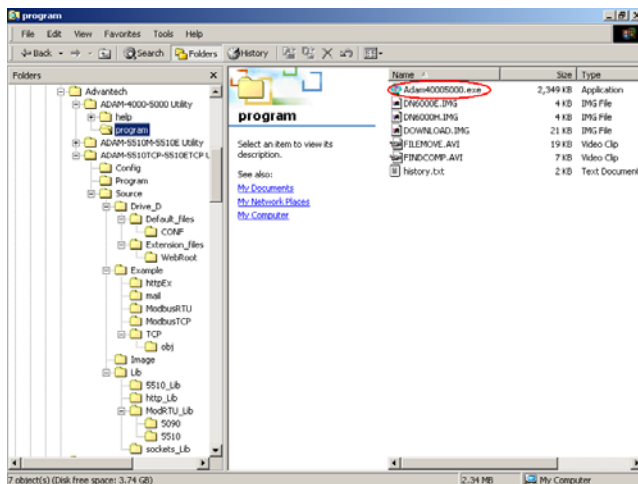 program
File Edit View Favorites Tools Help
Back Search Folders History
Folders
Advantech
ADAM-4000-5000 Utility
help
program
ADAM-5510M-5510E Utility
ADAM-5510TCP-5510ETCP U
Config
Program
Source
Drive_D
Default_files
CONF
Extension_files
WebRoot
Example
httpEx
mail
ModbusRTU
ModbusTCP
TCP
obj
Image
Lib
5510_Lib
http_Lib
ModRTU_Lib
5090
5510
sockets_Lib
program
Select an item to view its
description.
See also:
My Documents
My Network Places
My Computer
Name Size Type
Adam40005000.exe 2,349 KB Application
DN6000E.IMG 4 KB IMG File
DN6000H.IMG 4 KB IMG File
DOWNLOAD.IMG 21 KB IMG File
FILEMOVE.AVI 19 KB Video Clip
FINDCOMP.AVI 7 KB Video Clip
history.txt 2 KB Text Document
7 object(s) (Disk free space: 3.74 GB) 2.34 MB My Computer